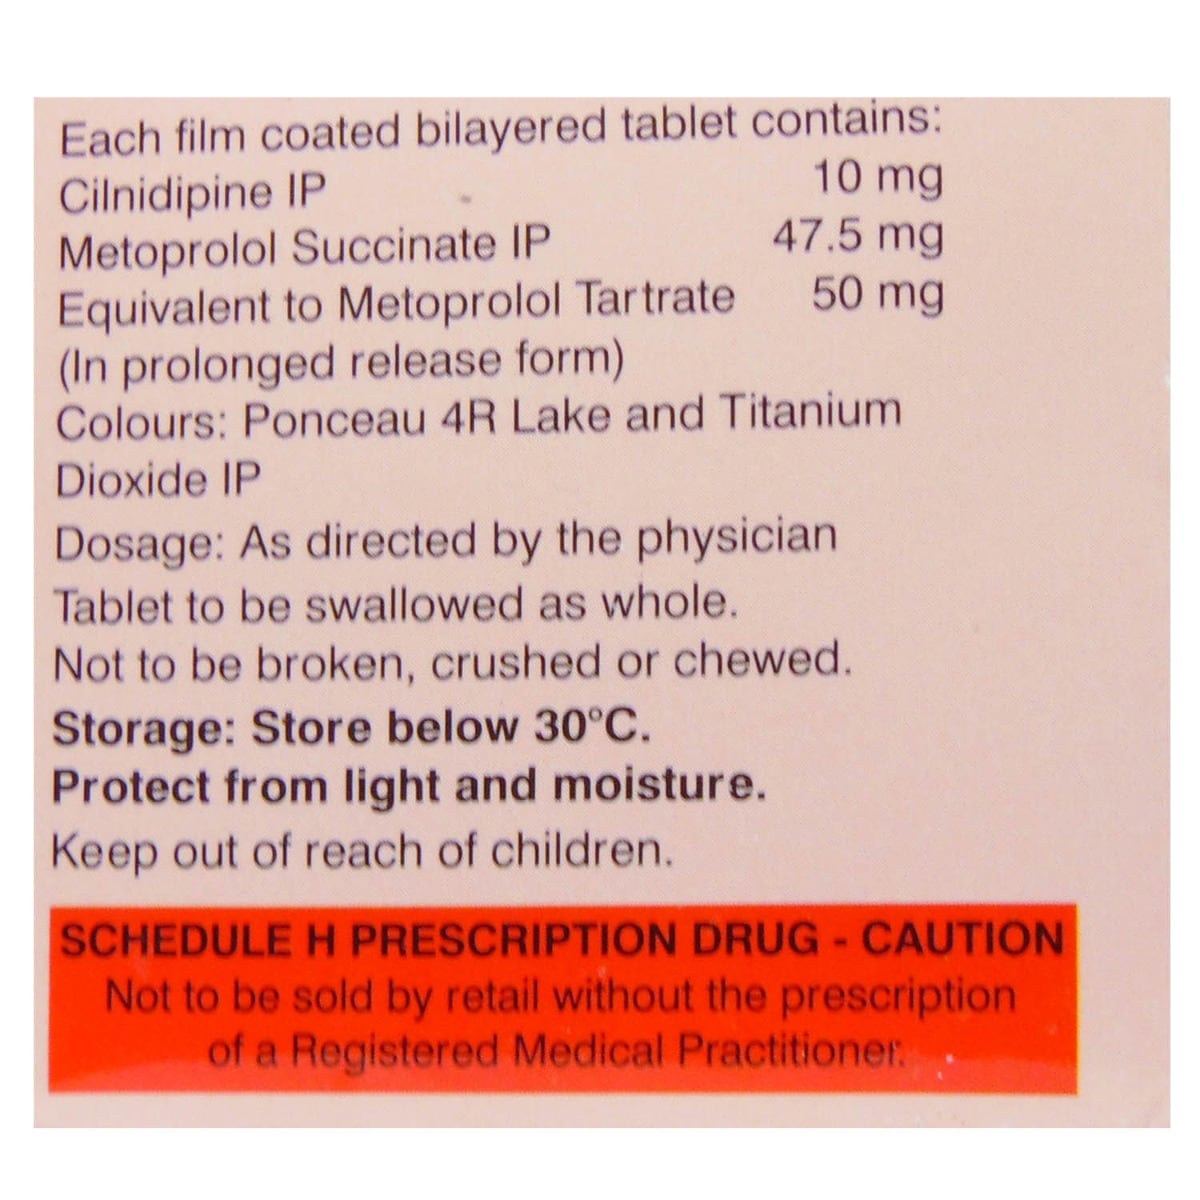 Each film coated bilayered tablet contains:
Cilnidipine IP 10 mg
Metoprolol Succinate IP 47.5 mg
Equivalent to Metoprolol Tartrate 50 mg
(In prolonged release form)
Colours: Ponceau 4R Lake and Titanium
Dioxide IP
Dosage: As directed by the physician
Tablet to be swallowed as whole.
Not to be broken, crushed or chewed.
Storage: Store below 30°C.
Protect from light and moisture.
Keep out of reach of children.
SCHEDULE H PRESCRIPTION DRUG - CAUTION
Not to be sold by retail without the prescription
of a Registered Medical Practitioner.